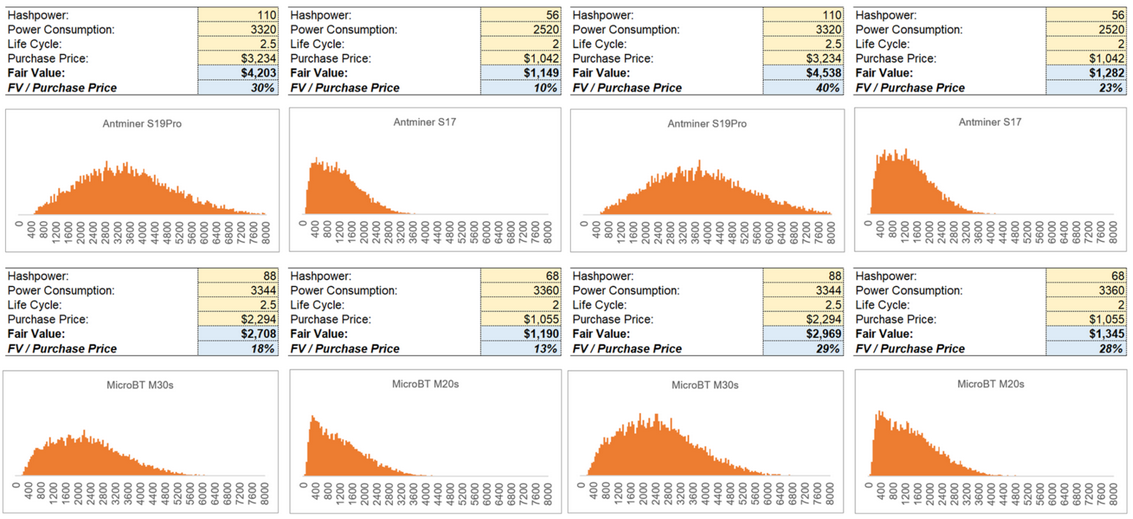 Hashpower: 110
Power Consumption: 3320
Life Cycle: 2.5
Purchase Price: $3,234
Fair Value: $4,203
FV / Purchase Price 30%
Antminer S19Pro
0 400 800 1200 1600 2000 2400 2800 3200 3600 4000 4400 4800 5200 5600 6000 6400 6800 7200 7600 8000
Hashpower: 56
Power Consumption: 2520
Life Cycle: 2
Purchase Price: $1,042
Fair Value: $1,149
FV / Purchase Price 10%
Antminer S17
0 400 800 1200 1600 2000 2400 2800 3200 3600 4000 4400 4800 5200 5600 6000 6400 6800 7200 7600 8000
Hashpower: 110
Power Consumption: 3320
Life Cycle: 2.5
Purchase Price: $3,234
Fair Value: $4,538
FV / Purchase Price 40%
Antminer S19Pro
0 400 800 1200 1600 2000 2400 2800 3200 3600 4000 4400 4800 5200 5600 6000 6400 6800 7200 7600 8000
Hashpower: 56
Power Consumption: 2520
Life Cycle: 2
Purchase Price: $1,042
Fair Value: $1,282
FV / Purchase Price 23%
Antminer S17
0 400 800 1200 1600 2000 2400 2800 3200 3600 4000 4400 4800 5200 5600 6000 6400 6800 7200 7600 8000
Hashpower: 88
Power Consumption: 3344
Life Cycle: 2.5
Purchase Price: $2,294
Fair Value: $2,708
FV / Purchase Price 18%
MicroBT M30s
0 400 800 1200 1600 2000 2400 2800 3200 3600 4000 4400 4800 5200 5600 6000 6400 6800 7200 7600 8000
Hashpower: 68
Power Consumption: 3360
Life Cycle: 2
Purchase Price: $1,055
Fair Value: $1,190
FV / Purchase Price 13%
MicroBT M20s
0 400 800 1200 1600 2000 2400 2800 3200 3600 4000 4400 4800 5200 5600 6000 6400 6800 7200 7600 8000
Hashpower: 88
Power Consumption: 3344
Life Cycle: 2.5
Purchase Price: $2,294
Fair Value: $2,969
FV / Purchase Price 29%
MicroBT M30s
0 400 800 1200 1600 2000 2400 2800 3200 3600 4000 4400 4800 5200 5600 6000 6400 6800 7200 7600 8000
Hashpower: 68
Power Consumption: 3360
Life Cycle: 2
Purchase Price: $1,055
Fair Value: $1,345
FV / Purchase Price 28%
MicroBT M20s
0 400 800 1200 1600 2000 2400 2800 3200 3600 4000 4400 4800 5200 5600 6000 6400 6800 7200 7600 8000